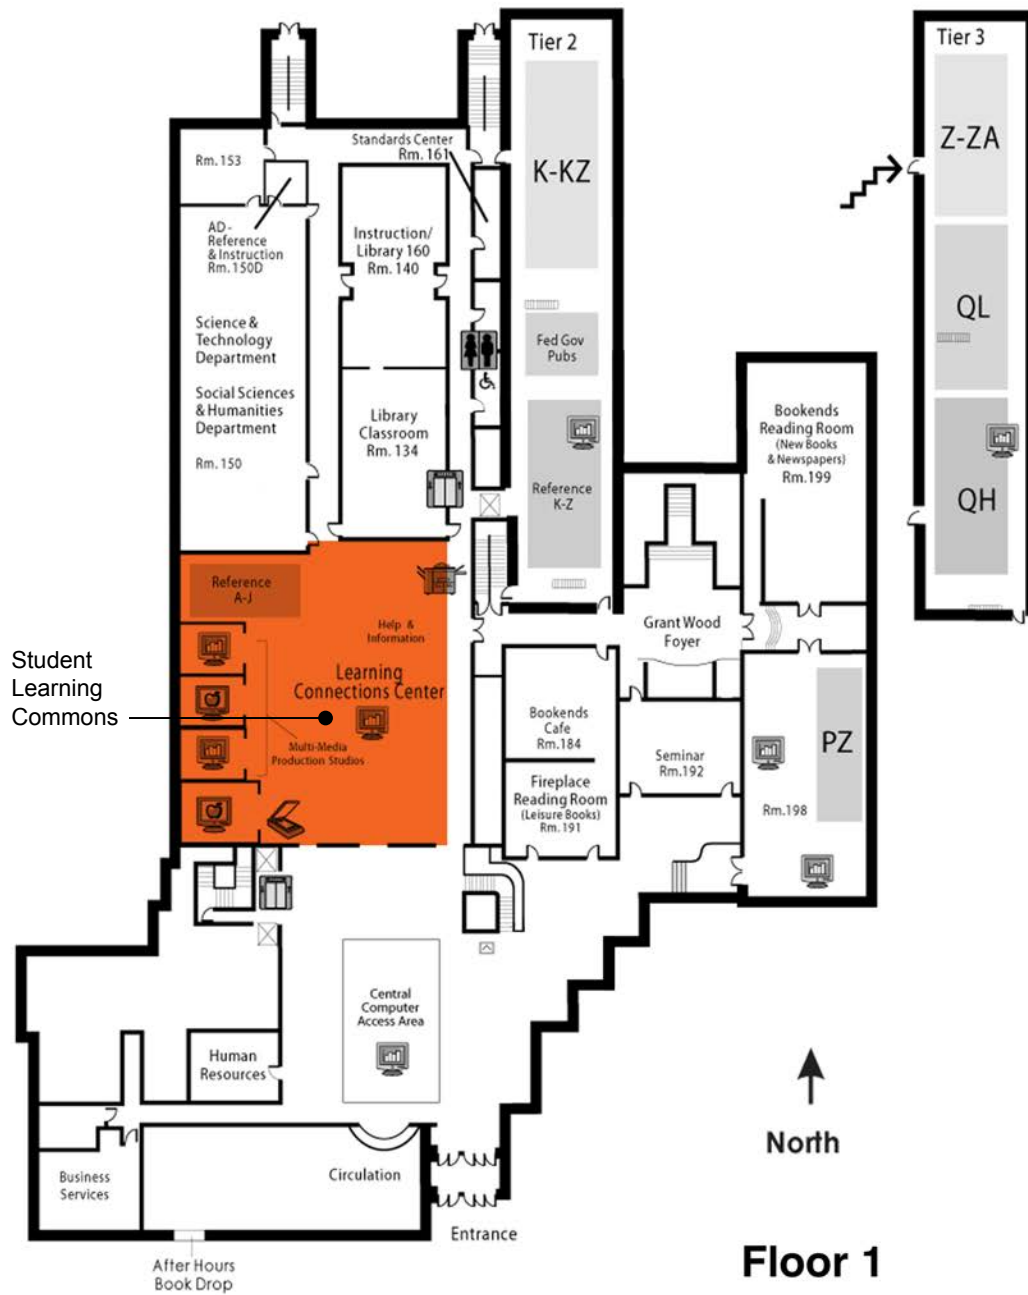 Tier 2
Tier 3
Standards Center
Rm. 161
Rm. 153
K-KZ
Z-ZA
AD -
Reference
& Instruction
Rm. 150D
Instruction/
Library 160
Rm. 140
Science &
Technology
Department
Social Sciences
& Humanities
Department
Rm. 150
Fed Gov
Pubs
QL
Library
Classroom
Rm. 134
Bookends
Reading Room
(New Books
& Newspapers)
Rm. 199
Reference
K-Z
QH
Reference
A-J
Help &
Information
Grant Wood
Foyer
Student
Learning
Commons
Learning
Connections Center
Multi-Media
Production Studios
Bookends
Cafe
Rm. 184
Seminar
Rm. 192
PZ
Fireplace
Reading Room
(Leisure Books)
Rm. 191
Rm. 198
Central
Computer
Access Area
Human
Resources
North
Business
Services
Circulation
Entrance
After Hours
Book Drop
Floor 1